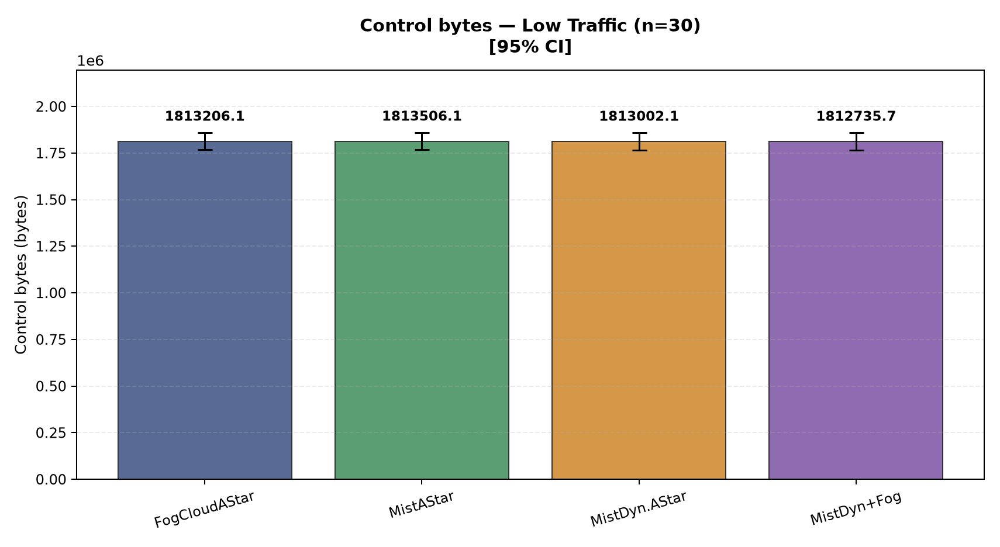 Control bytes — Low Traffic (n=30)
[95% CI]
1e6
Control bytes (bytes)
2.00
1.75
1.50
1.25
1.00
0.75
0.50
0.25
0.00
1813206.1
1813506.1
1813002.1
1812735.7
FogCloudAStar
MistAStar
MistDyn.AStar
MistDyn+Fog